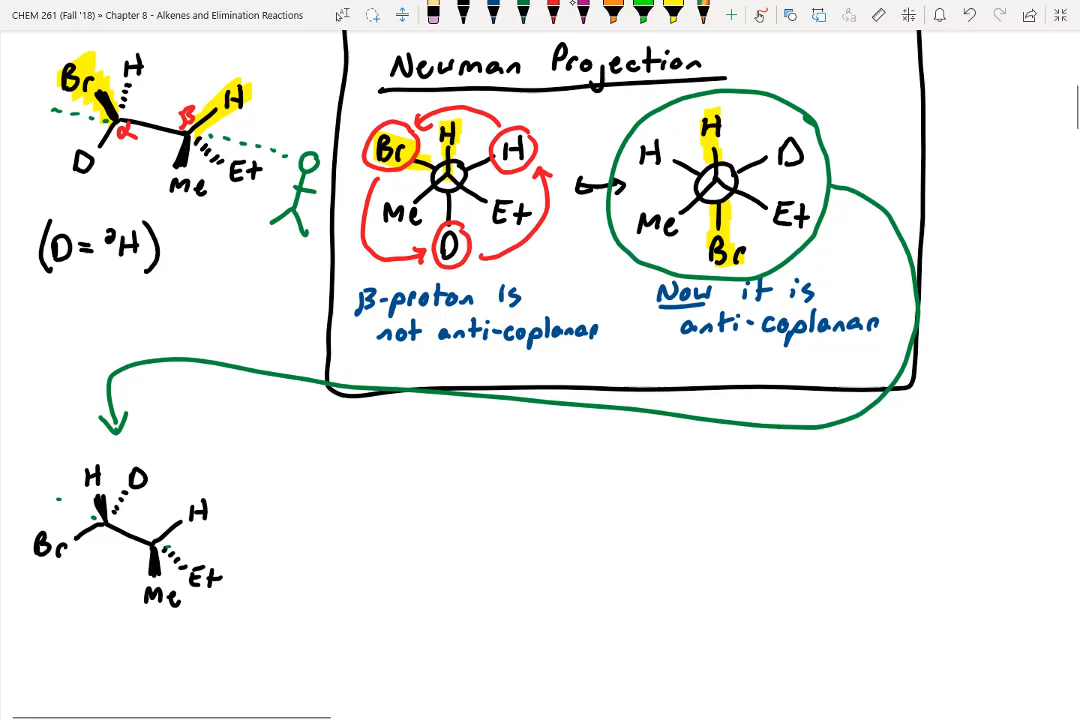 CHEM 261 (Fall '18) » Chapter 8 - Alkenes and Elimination Reactions
Newman Projection
Br H
α β H
D Me Et
(D = ²H)
Br H H
Me Et
D
H
H D
Me Et
Br
β-proton is
not anti-coplanar
Now it is
anti-coplanar
H D
H
Br
Et
Me